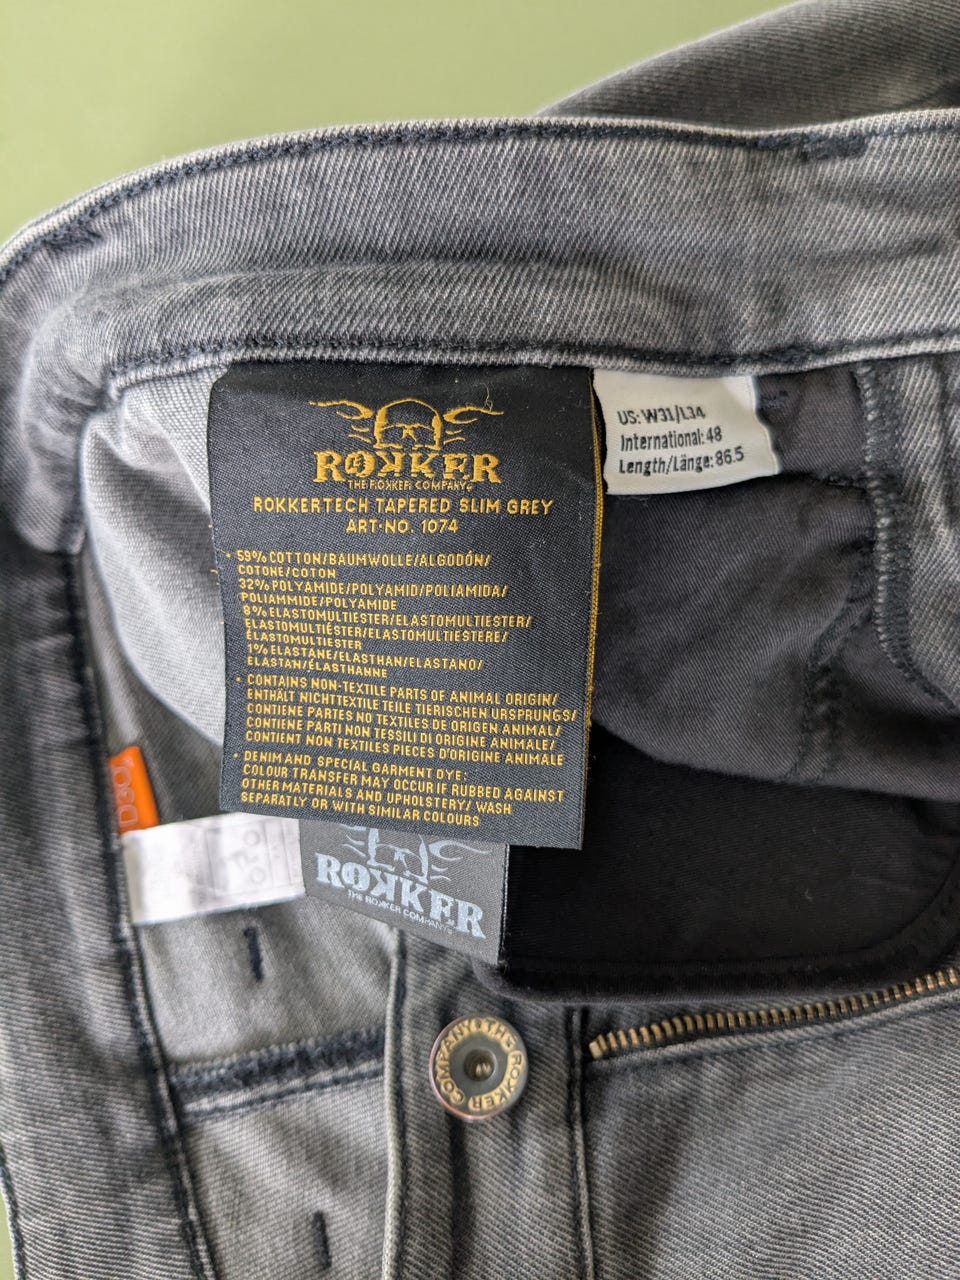 ROKKER
THE ROKKER COMPANY
ROKKERTECH TAPERED SLIM GREY
ART-NO. 1074
• 59% COTTON/BAUMWOLLE/ALGODÓN/
COTONE/COTON
32% POLYAMIDE/POLYAMID/POLIAMIDA/
POLIAMMIDE/POLYAMIDE
8% ELASTOMULTIESTER/ELASTOMULTIESTER/
ELASTOMULTIÉSTER/ELASTOMULTIESTERE/
ÉLASTOMULTIESTER
1% ELASTANE/ELASTHAN/ELASTANO/
ELASTAN/ÉLASTHANNE
• CONTAINS NON-TEXTILE PARTS OF ANIMAL ORIGIN/
ENTHÄLT NICHTTEXTILE TEILE TIERISCHEN URSPRUNGS/
CONTIENE PARTES NO TEXTILES DE ORIGEN ANIMAL/
CONTIENE PARTI NON TESSILI DI ORIGINE ANIMALE/
CONTIENT NON TEXTILES PIECES D'ORIGINE ANIMALE
• DENIM AND SPECIAL GARMENT DYE:
COLOUR TRANSFER MAY OCCUR IF RUBBED AGAINST
OTHER MATERIALS AND UPHOLSTERY/ WASH
SEPARATLY OR WITH SIMILAR COLOURS
US: W31/L34
International: 48
Length/Länge: 86.5
ROKKER
THE ROKKER COMPANY
THE ROKKER COMPANY